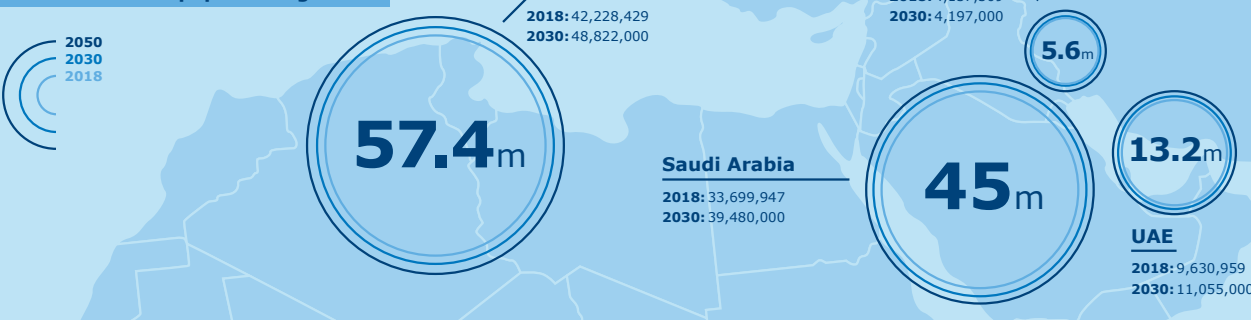 2018: 42,228,429
2030: 48,822,000
2030: 4,197,000
2050
2030
2018
5.6m
57.4m
13.2m
Saudi Arabia
2018: 33,699,947
2030: 39,480,000
45m
UAE
2018: 9,630,959
2030: 11,055,000